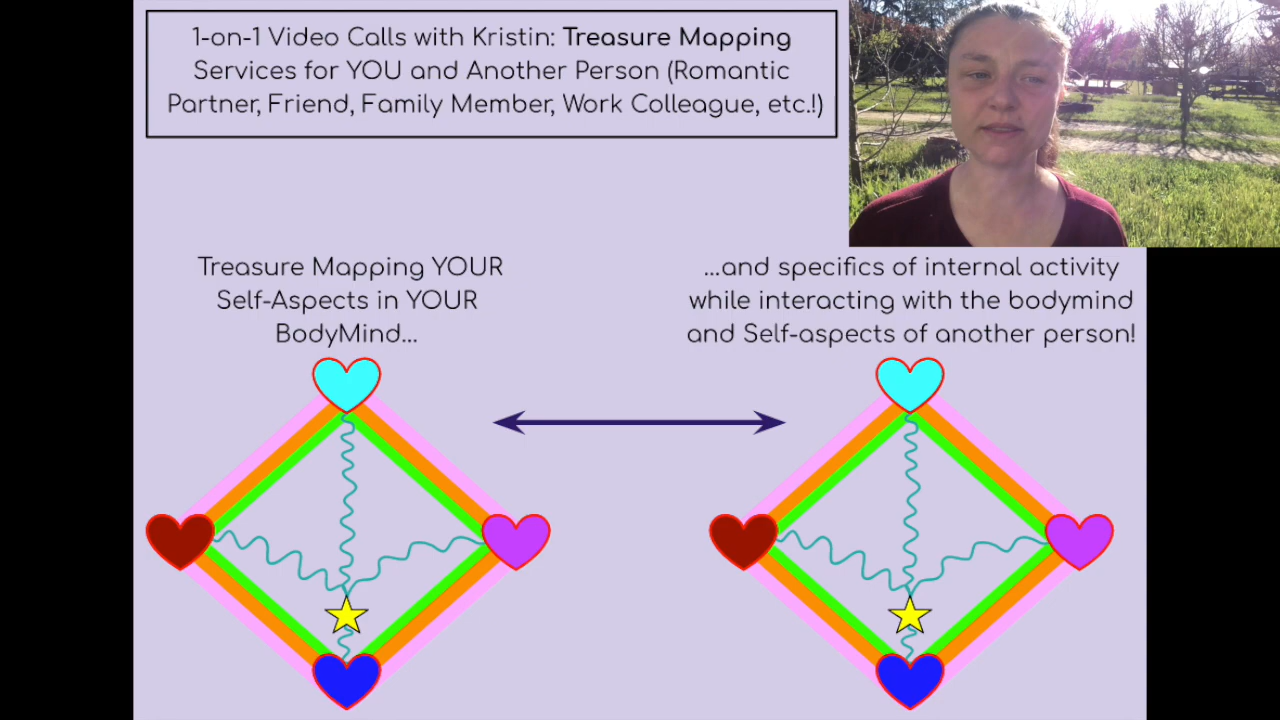 1-on-1 Video Calls with Kristin: Treasure Mapping
Services for YOU and Another Person (Romantic
Partner, Friend, Family Member, Work Colleague, etc.!)
Treasure Mapping YOUR
Self-Aspects in YOUR
BodyMind...
...and specifics of internal activity
while interacting with the bodymind
and Self-aspects of another person!